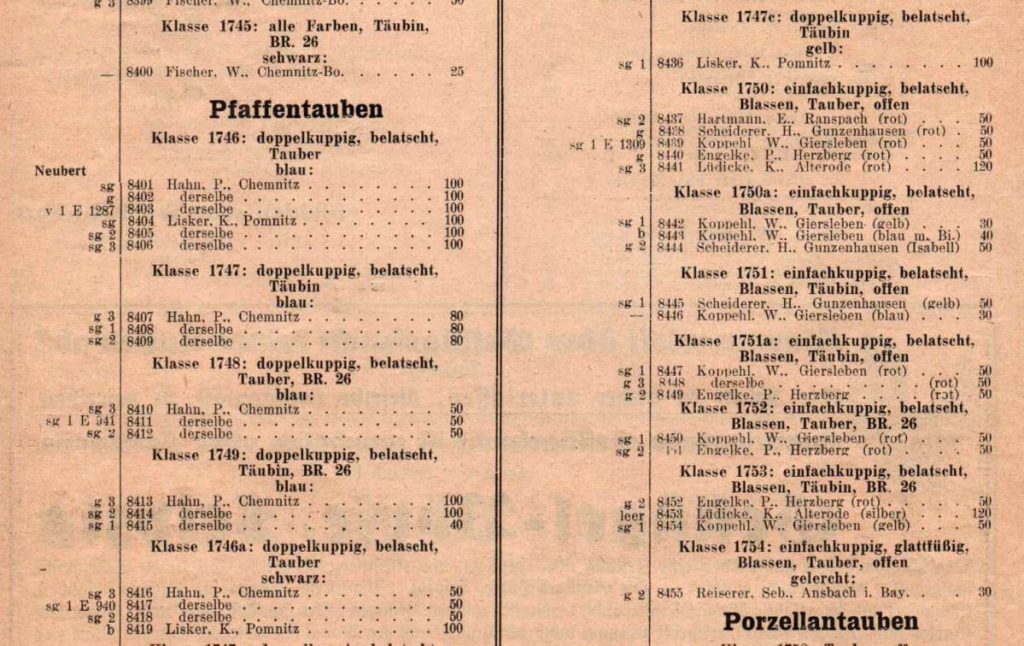 g 3 8399 Fischer, W., Chemnitz-Bo. . . . . . 50
Klasse 1745: alle Farben, Täubin,
BR. 26
schwarz:
— 8400 Fischer, W., Chemnitz-Bo. . . . . . 25
Pfaffentauben
Klasse 1746: doppelkuppig, belatscht,
Tauber
blau:
Neubert
sg 8401 Hahn, P., Chemnitz . . . . . . . 100
g 8402 derselbe . . . . . . . . . . 100
v 1 E 1287 8403 derselbe . . . . . . . . . . 100
sg 8404 Lisker, K., Pomnitz . . . . . . . 100
sg 2 8405 derselbe . . . . . . . . . . 100
sg 3 8406 derselbe . . . . . . . . . . 100
Klasse 1747: doppelkuppig, belatscht,
Täubin
blau:
g 3 8407 Hahn, P., Chemnitz . . . . . . . 80
sg 1 8408 derselbe . . . . . . . . . . 80
sg 2 8409 derselbe . . . . . . . . . . 80
Klasse 1748: doppelkuppig, belatscht,
Tauber, BR. 26
blau:
sg 3 8410 Hahn, P., Chemnitz . . . . . . . 50
sg 1 E 941 8411 derselbe . . . . . . . . . . 50
sg 2 8412 derselbe . . . . . . . . . . 50
Klasse 1749: doppelkuppig, belatscht,
Täubin, BR. 26
blau:
g 3 8413 Hahn, P., Chemnitz . . . . . . . 100
sg 2 8414 derselbe . . . . . . . . . . 100
sg 1 8415 derselbe . . . . . . . . . . 40
Klasse 1746a: doppelkuppig, belascht,
Tauber
schwarz:
sg 3 8416 Hahn, P., Chemnitz . . . . . . . 50
sg 1 E 940 8417 derselbe . . . . . . . . . . 50
sg 2 8418 derselbe . . . . . . . . . . 50
b 8419 Lisker, K., Pomnitz . . . . . . . 100
Klasse 1747c: doppelkuppig, belatscht,
Täubin
gelb:
sg 1 8436 Lisker, K., Pomnitz . . . . . . . 100
Klasse 1750: einfachkuppig, belatscht,
Blassen, Tauber, offen
sg 2 8437 Hartmann, E., Ranspach (rot) . . . 50
g 8438 Scheiderer, H., Gunzenhausen (rot) . 50
sg 1 E 1309 8439 Koppehl W., Giersleben (rot) . . . 50
g 8440 Engelke, P., Herzberg (rot) . . . . 50
sg 3 8441 Lüdicke, K., Alterode (rot) . . . . 120
Klasse 1750a: einfachkuppig, belatscht,
Blassen, Tauber, offen
sg 1 8442 Koppehl, W., Giersleben (gelb) . . . 30
b 8443 Koppehl, W., Giersleben (blau m. Bi.) 40
g 2 8444 Scheiderer, H., Gunzenhausen (Isabell) 50
Klasse 1751: einfachkuppig, belatscht,
Blassen, Täubin, offen
sg 1 8445 Scheiderer, H., Gunzenhausen (gelb) 50
— 8446 Koppehl, W., Giersleben (blau) . . . 30
Klasse 1751a: einfachkuppig, belatscht,
Blassen, Täubin, offen
sg 1 8447 Koppehl, W., Giersleben (rot) . . . 50
g 3 8448 derselbe . . . . . . . (rot) . 50
g 2 8449 Engelke, P., Herzberg . . . . (rot) 50
Klasse 1752: einfachkuppig, belatscht,
Blassen, Tauber, BR. 26
sg 1 8450 Koppehl, W., Giersleben (rot) . . . 50
sg 2 451 Engelke, P., Herzberg (rot) . . . . 50
Klasse 1753: einfachkuppig, belatscht,
Blassen, Täubin, BR. 26
g 2 8452 Engelke, P., Herzberg (rot) . . . . 50
leer 8453 Lüdicke, K., Alterode (silber) . . . 120
sg 1 8454 Koppehl, W., Giersleben (gelb) . . . 50
Klasse 1754: einfachkuppig, glattfüßig,
Blassen, Tauber, offen
gelercht:
g 2 8455 Reiserer, Seb., Ansbach i. Bay. . . . 30
Porzellantauben